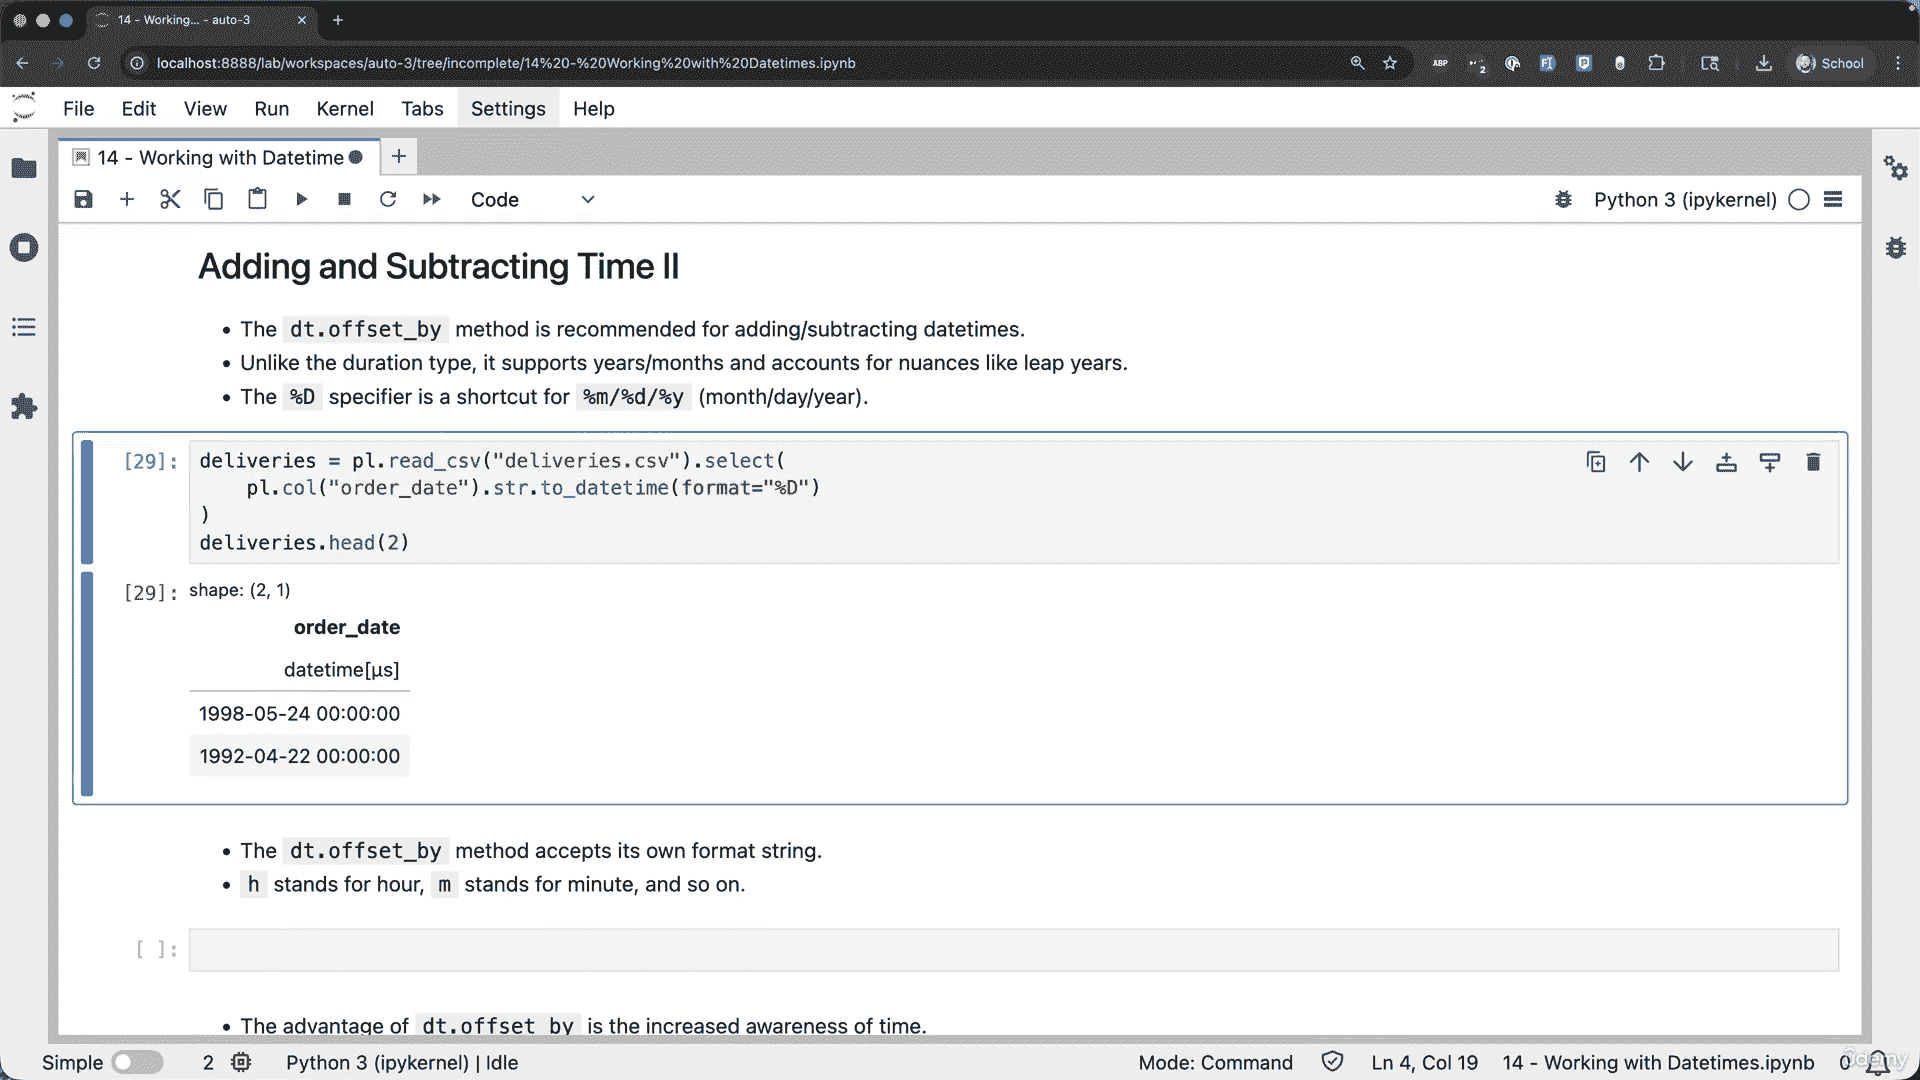 14 - Working... - auto-3
localhost:8888/lab/workspaces/auto-3/tree/incomplete/14%20-%20Working%20with%20Datetimes.ipynb
ABP
2
School
File Edit View Run Kernel Tabs Settings Help
14 - Working with Datetime
Code
Python 3 (ipykernel)
Adding and Subtracting Time II
The dt.offset_by method is recommended for adding/subtracting datetimes.
Unlike the duration type, it supports years/months and accounts for nuances like leap years.
The %D specifier is a shortcut for %m/%d/%y (month/day/year).
[29]: deliveries = pl.read_csv("deliveries.csv").select(
pl.col("order_date").str.to_datetime(format="%D")
)
deliveries.head(2)
[29]: shape: (2, 1)
order_date
datetime[μs]
1998-05-24 00:00:00
1992-04-22 00:00:00
The dt.offset_by method accepts its own format string.
h stands for hour, m stands for minute, and so on.
[ ]:
The advantage of dt.offset_by is the increased awareness of time.
Simple 2 Python 3 (ipykernel) | Idle Mode: Command Ln 4, Col 19 14 - Working with Datetimes.ipynb 0
Udemy